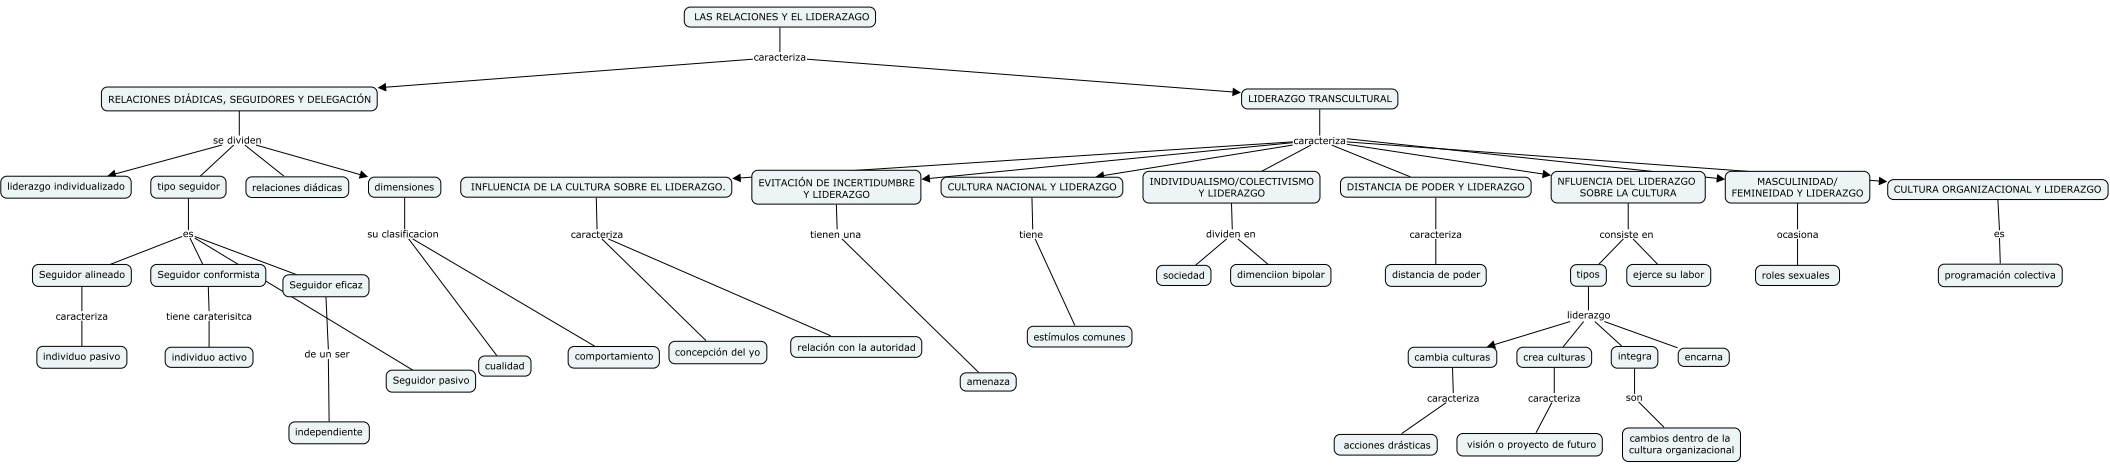 LAS RELACIONES Y EL LIDERAZAGO
caracteriza
RELACIONES DIÁDICAS, SEGUIDORES Y DELEGACIÓN
LIDERAZGO TRANSCULTURAL
se dividen
caracteriza
liderazgo individualizado
tipo seguidor
relaciones diádicas
dimensiones
INFLUENCIA DE LA CULTURA SOBRE EL LIDERAZGO.
EVITACIÓN DE INCERTIDUMBRE
Y LIDERAZGO
CULTURA NACIONAL Y LIDERAZGO
INDIVIDUALISMO/COLECTIVISMO
Y LIDERAZGO
DISTANCIA DE PODER Y LIDERAZGO
NFLUENCIA DEL LIDERAZGO
SOBRE LA CULTURA
MASCULINIDAD/
FEMINEIDAD Y LIDERAZGO
CULTURA ORGANIZACIONAL Y LIDERAZGO
es
su clasificacion
caracteriza
tienen una
tiene
dividen en
caracteriza
consiste en
ocasiona
es
Seguidor alineado
Seguidor conformista
Seguidor eficaz
sociedad
dimenciion bipolar
distancia de poder
tipos
ejerce su labor
roles sexuales
programación colectiva
caracteriza
tiene caraterisitca
liderazgo
individuo pasivo
individuo activo
de un ser
Seguidor pasivo
cualidad
comportamiento
concepción del yo
relación con la autoridad
amenaza
estímulos comunes
cambia culturas
crea culturas
integra
encarna
caracteriza
caracteriza
son
independiente
acciones drásticas
visión o proyecto de futuro
cambios dentro de la
cultura organizacional